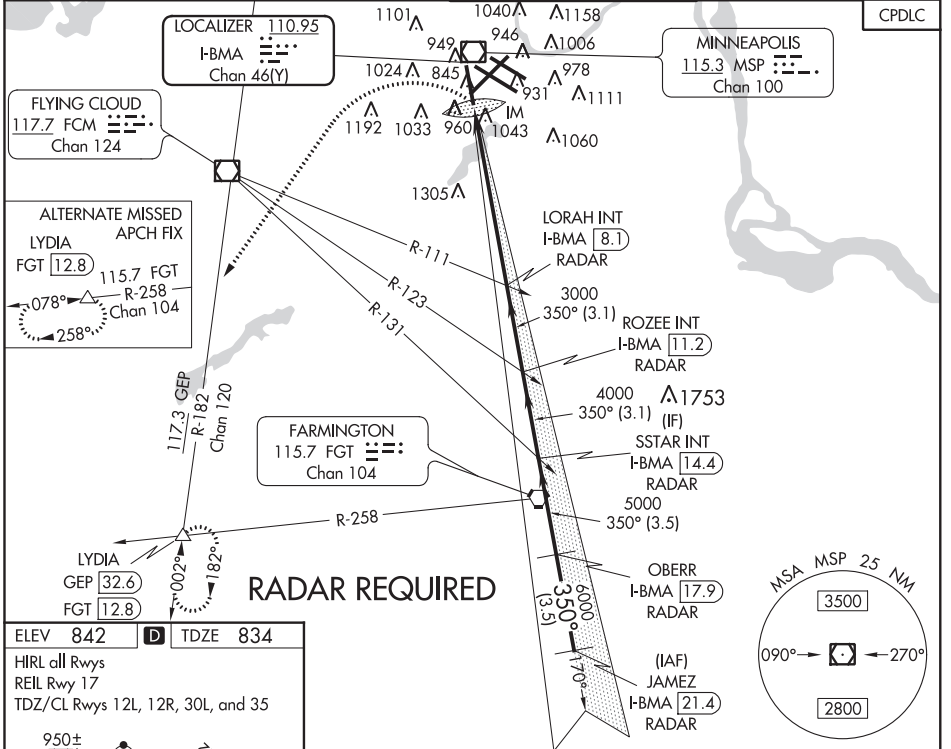 CPDLC
LOCALIZER 110.95
I-BMA
Chan 46(Y)
1101
1040
1158
949
946
1006
1024
845
978
931
1111
1192
1033
960
IM
1043
1060
1305
MINNEAPOLIS
115.3 MSP
Chan 100
FLYING CLOUD
117.7 FCM
Chan 124
ALTERNATE MISSED
APCH FIX
LYDIA
FGT 12.8
115.7 FGT
R-258
Chan 104
078°
258°
R-111
R-123
R-131
LORAH INT
I-BMA 8.1
RADAR
3000
350° (3.1)
ROZEE INT
I-BMA 11.2
RADAR
4000
350° (3.1)
1753
(IF)
SSTAR INT
I-BMA 14.4
RADAR
5000
350° (3.5)
117.3 GEP
R-182
Chan 120
FARMINGTON
115.7 FGT
Chan 104
R-258
LYDIA
GEP 32.6
FGT 12.8
002°
182°
RADAR REQUIRED
OBERR
I-BMA 17.9
RADAR
6000
350°
(3.5)
170°
(IAF)
JAMEZ
I-BMA 21.4
RADAR
MSA MSP 25 NM
3500
090°
270°
2800
ELEV 842 D TDZE 834
HIRL all Rwys
REIL Rwy 17
TDZ/CL Rwys 12L, 12R, 30L, and 35
950±